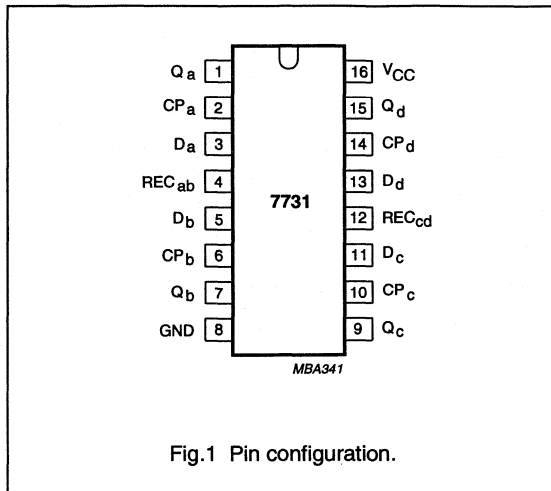 Qa 1 16 VCC
CPa 2 15 Qd
Da 3 14 CPd
RECab 4 13 Dd
7731
Db 5 12 RECcd
CPb 6 11 Dc
Qb 7 10 CPc
GND 8 9 Qc
MBA341
Fig.1 Pin configuration.